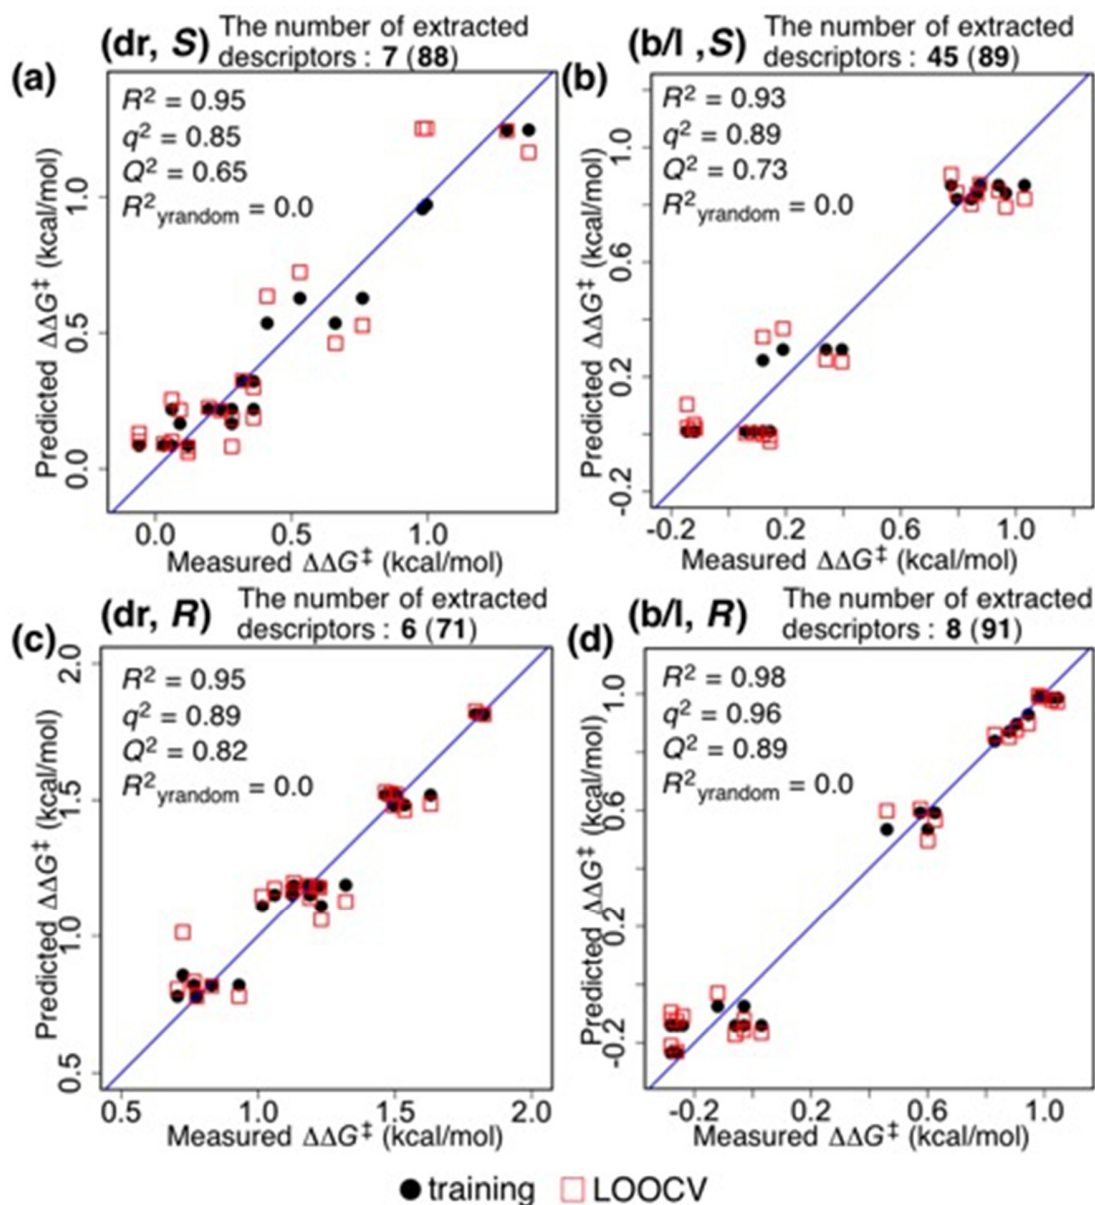 (dr, S) The number of extracted
descriptors : 7 (88)
(a)
R² = 0.95
q² = 0.85
Q² = 0.65
R²yrandom = 0.0
Predicted ΔΔG‡ (kcal/mol)
1.0
0.5
0.0
0.0 0.5 1.0
Measured ΔΔG‡ (kcal/mol)
(b/l ,S) The number of extracted
descriptors : 45 (89)
(b)
R² = 0.93
q² = 0.89
Q² = 0.73
R²yrandom = 0.0
Predicted ΔΔG‡ (kcal/mol)
1.0
0.6
0.2
-0.2
-0.2 0.2 0.6 1.0
Measured ΔΔG‡ (kcal/mol)
(dr, R) The number of extracted
descriptors : 6 (71)
(c)
R² = 0.95
q² = 0.89
Q² = 0.82
R²yrandom = 0.0
Predicted ΔΔG‡ (kcal/mol)
2.0
1.5
1.0
0.5
0.5 1.0 1.5 2.0
Measured ΔΔG‡ (kcal/mol)
(b/l, R) The number of extracted
descriptors : 8 (91)
(d)
R² = 0.98
q² = 0.96
Q² = 0.89
R²yrandom = 0.0
Predicted ΔΔG‡ (kcal/mol)
1.0
0.6
0.2
-0.2
-0.2 0.2 0.6 1.0
Measured ΔΔG‡ (kcal/mol)
training LOOCV